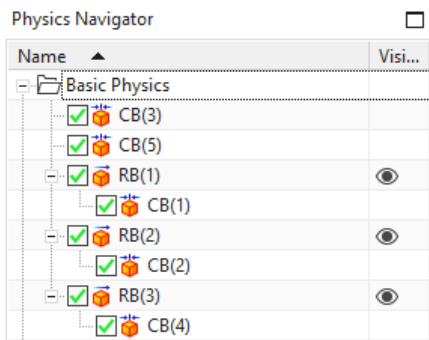 Physics Navigator
Name Visi...
Basic Physics
CB(3)
CB(5)
RB(1)
CB(1)
RB(2)
CB(2)
RB(3)
CB(4)